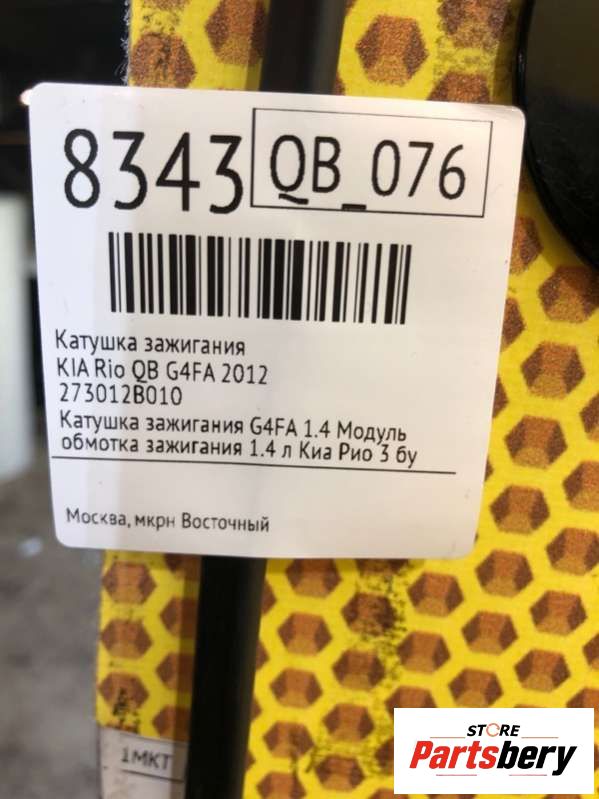 8343 QB_076
Катушка зажигания
KIA Rio QB G4FA 2012
273012B010
Катушка зажигания G4FA 1.4 Модуль
обмотка зажигания 1.4 л Киа Рио 3 бу
Москва, мкрн Восточный
1МКТ
STORE
Partsbery